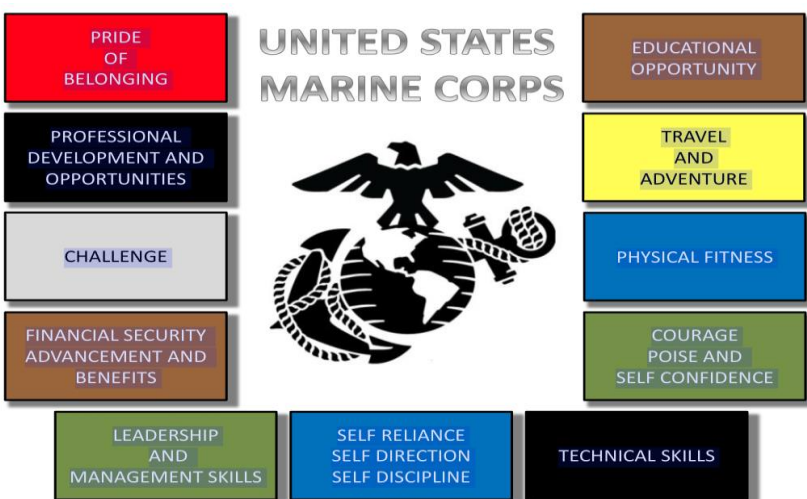 UNITED STATES
MARINE CORPS
PRIDE
OF
BELONGING
PROFESSIONAL
DEVELOPMENT AND
OPPORTUNITIES
CHALLENGE
FINANCIAL SECURITY
ADVANCEMENT AND
BENEFITS
EDUCATIONAL
OPPORTUNITY
TRAVEL
AND
ADVENTURE
PHYSICAL FITNESS
COURAGE
POISE AND
SELF CONFIDENCE
LEADERSHIP
AND
MANAGEMENT SKILLS
SELF RELIANCE
SELF DIRECTION
SELF DISCIPLINE
TECHNICAL SKILLS